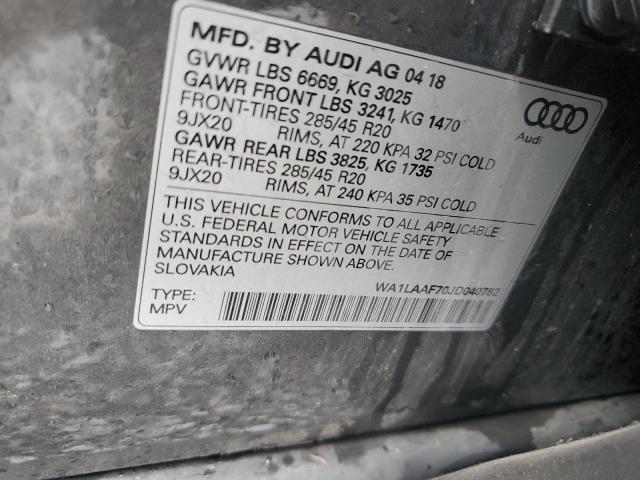 MFD. BY AUDI AG 04 18
GVWR LBS 6669, KG 3025
GAWR FRONT LBS 3241, KG 1470
FRONT-TIRES 285/45 R20
9JX20 RIMS, AT 220 KPA 32 PSI COLD
GAWR REAR LBS 3825, KG 1735
REAR-TIRES 285/45 R20
9JX20 RIMS, AT 240 KPA 35 PSI COLD
Audi
THIS VEHICLE CONFORMS TO ALL APPLICABLE
U.S. FEDERAL MOTOR VEHICLE SAFETY
STANDARDS IN EFFECT ON THE DATE OF
MANUFACTURE SHOWN ABOVE.
SLOVAKIA
WA1LAAF70JD040782
TYPE:
MPV